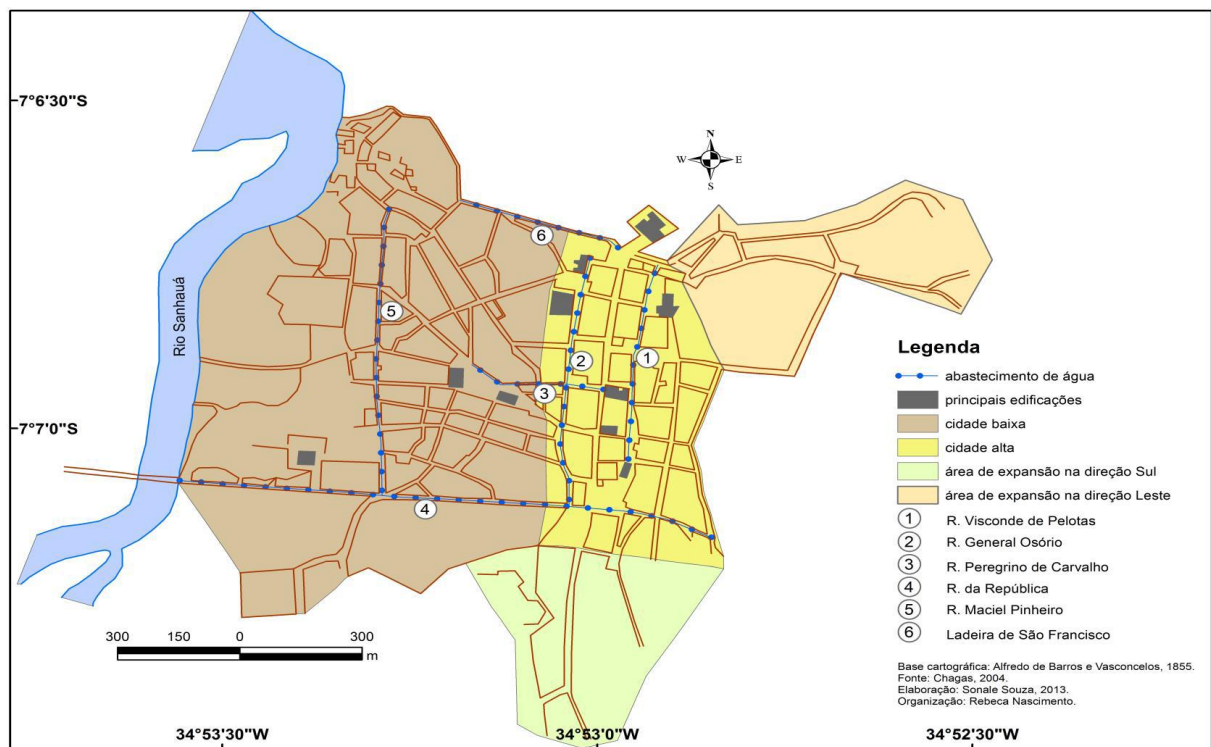 7°6'30"S
N
W E
S
6
Rio Sanhauá
5
2
1
3
7°7'0"S
4
300 150 0 300
m
34°53'30"W
34°53'0"W
34°52'30"W
Legenda
abastecimento de água
principais edificações
cidade baixa
cidade alta
área de expansão na direção Sul
área de expansão na direção Leste
1 R. Visconde de Pelotas
2 R. General Osório
3 R. Peregrino de Carvalho
4 R. da República
5 R. Maciel Pinheiro
6 Ladeira de São Francisco
Base cartográfica: Alfredo de Barros e Vasconcelos, 1855.
Fonte: Chagas, 2004.
Elaboração: Sonale Souza, 2013.
Organização: Rebeca Nascimento.